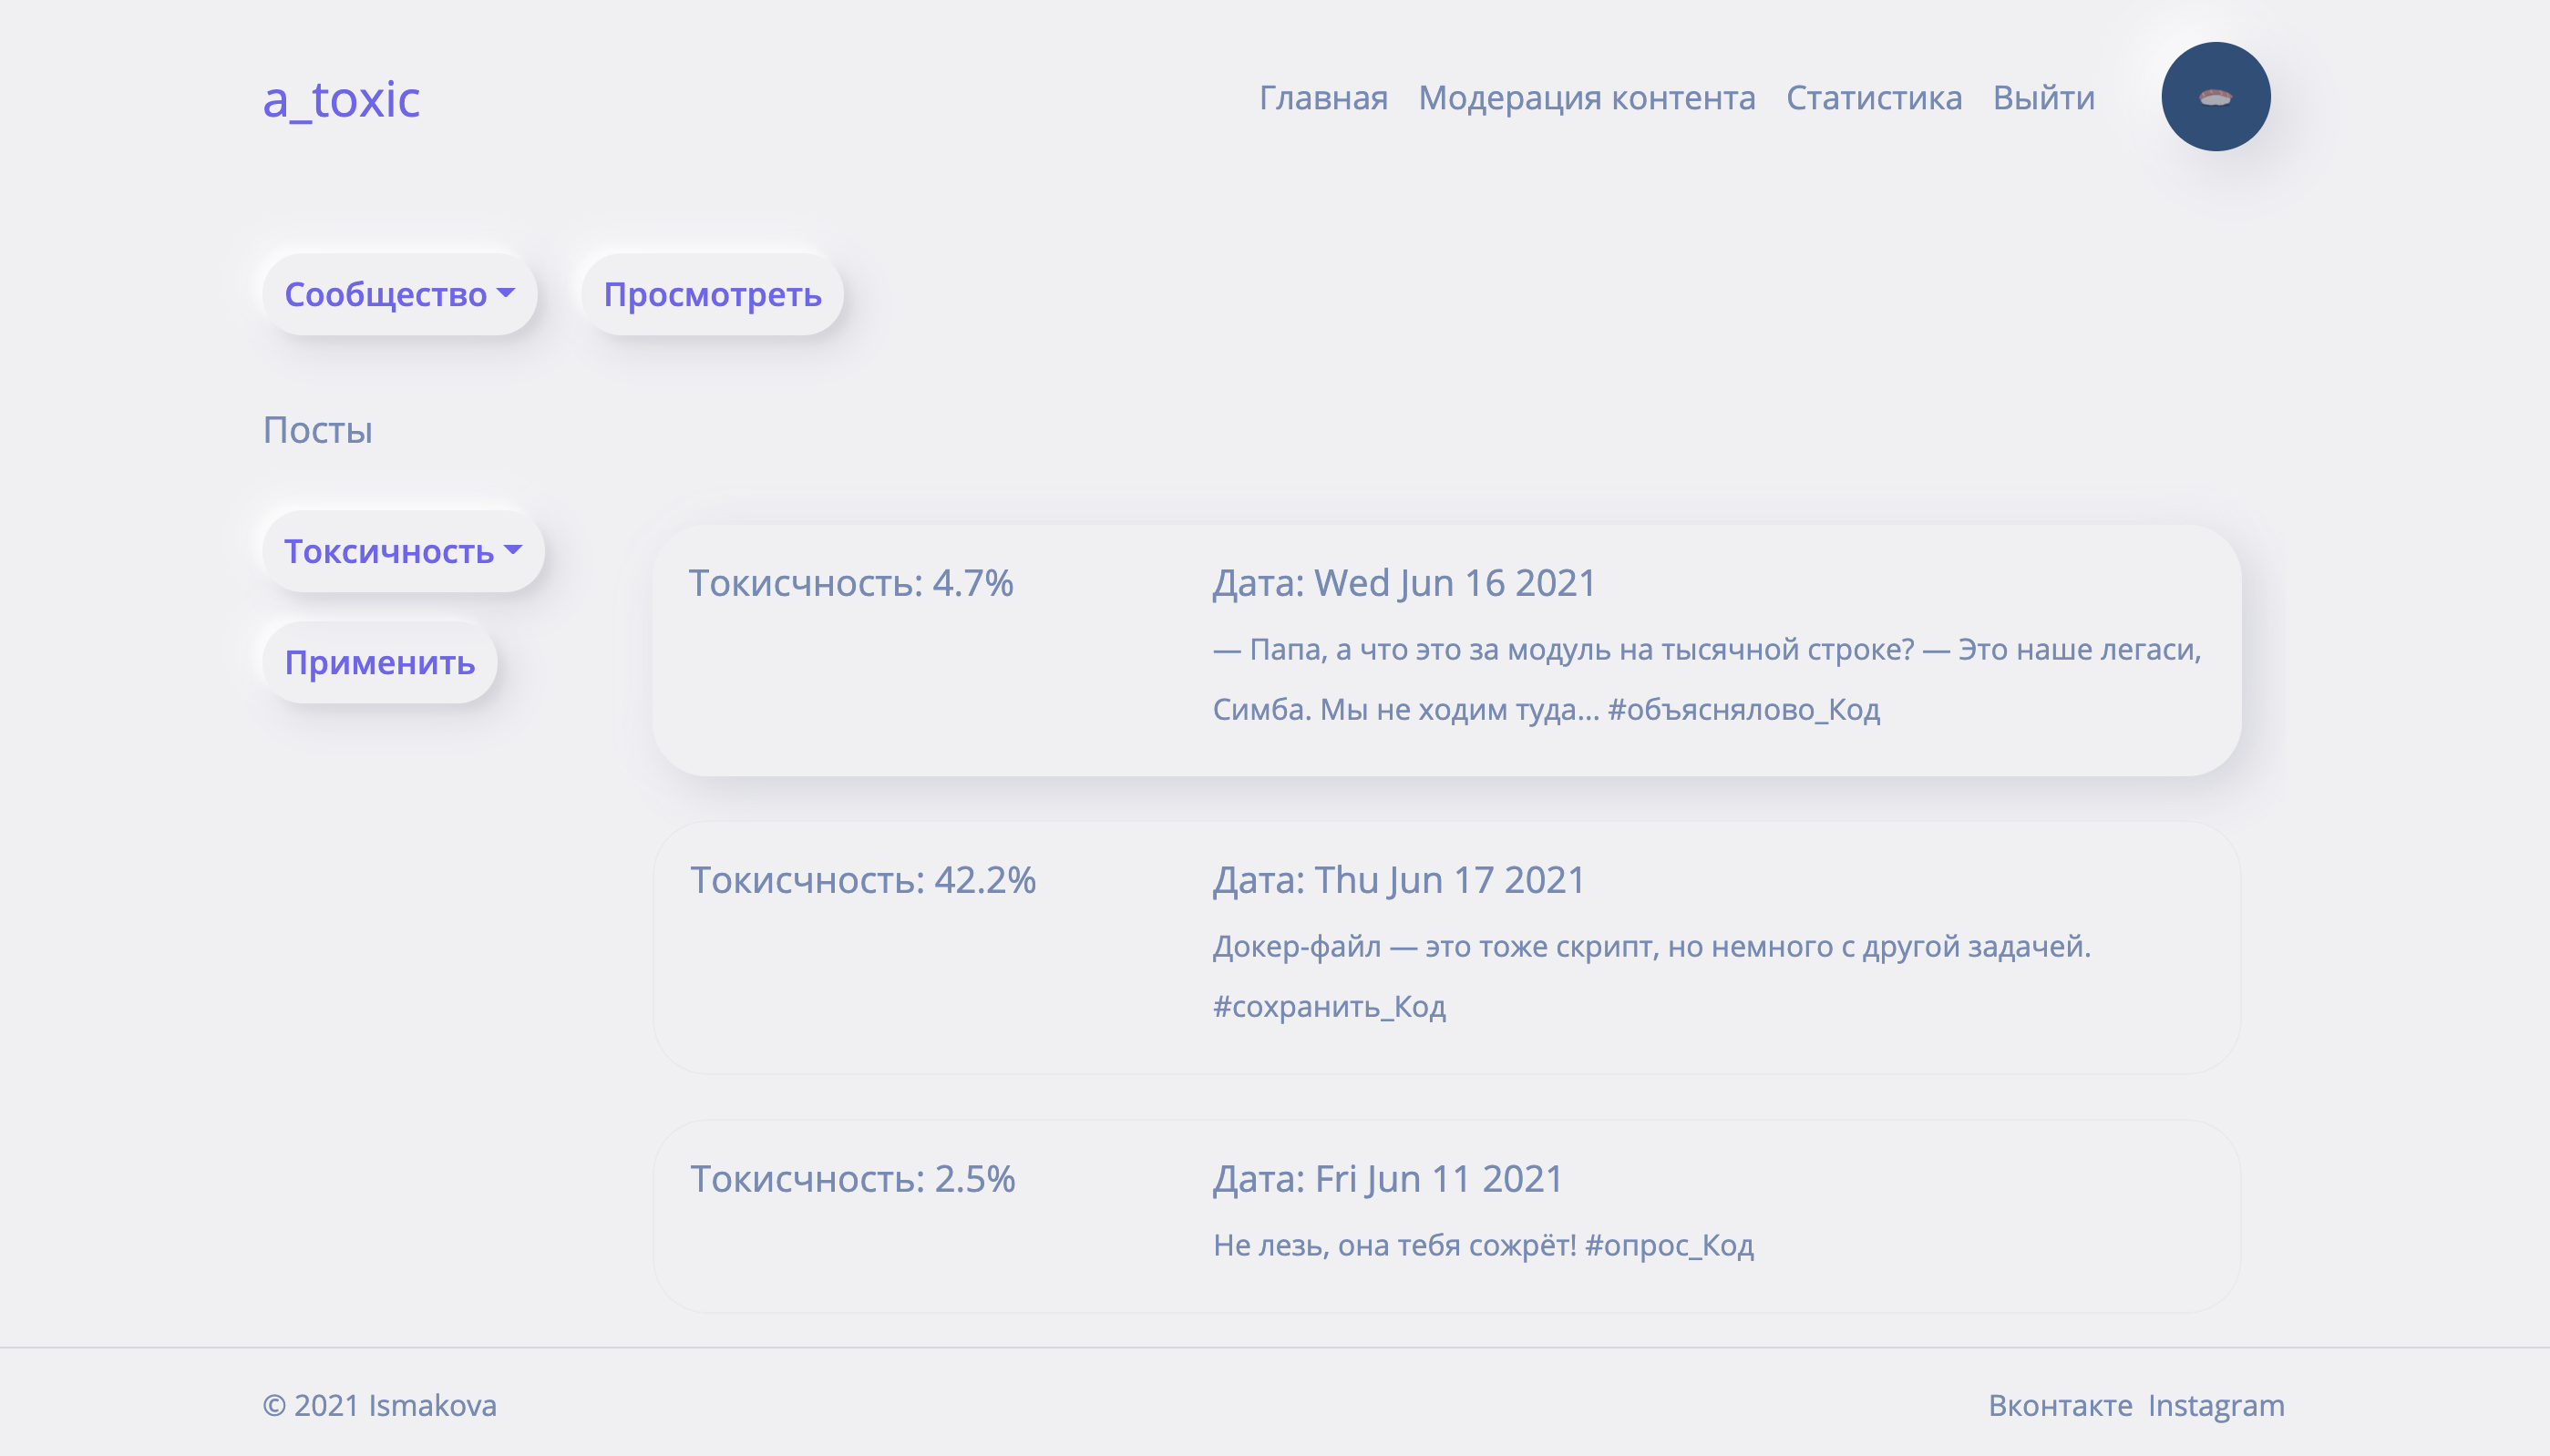 a_toxic
Главная Модерация контента Статистика Выйти
Сообщество Просмотреть
Посты
Токсичность
Применить
Токисчность: 4.7%
Дата: Wed Jun 16 2021
— Папа, а что это за модуль на тысячной строке? — Это наше легаси,
Симба. Мы не ходим туда... #объяснялово_Код
Токисчность: 42.2%
Дата: Thu Jun 17 2021
Докер-файл — это тоже скрипт, но немного с другой задачей.
#сохранить_Код
Токисчность: 2.5%
Дата: Fri Jun 11 2021
Не лезь, она тебя сожрёт! #опрос_Код
© 2021 Ismakova
Вконтакте Instagram